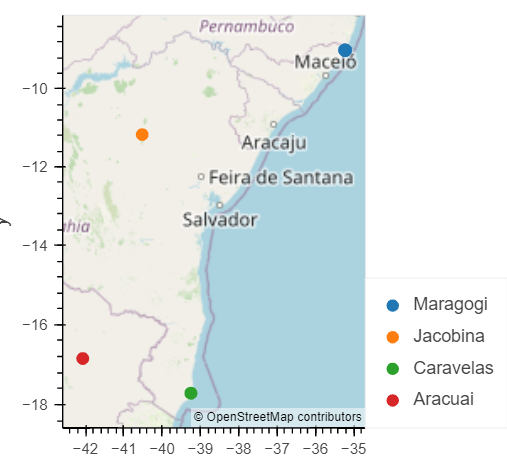 Pernambuco
Maceió
−10
Aracaju
−12
Feira de Santana
Salvador
y
−14
hia
−16
Maragogi
Jacobina
Caravelas
Aracuai
−18
© OpenStreetMap contributors
−42 −41 −40 −39 −38 −37 −36 −35